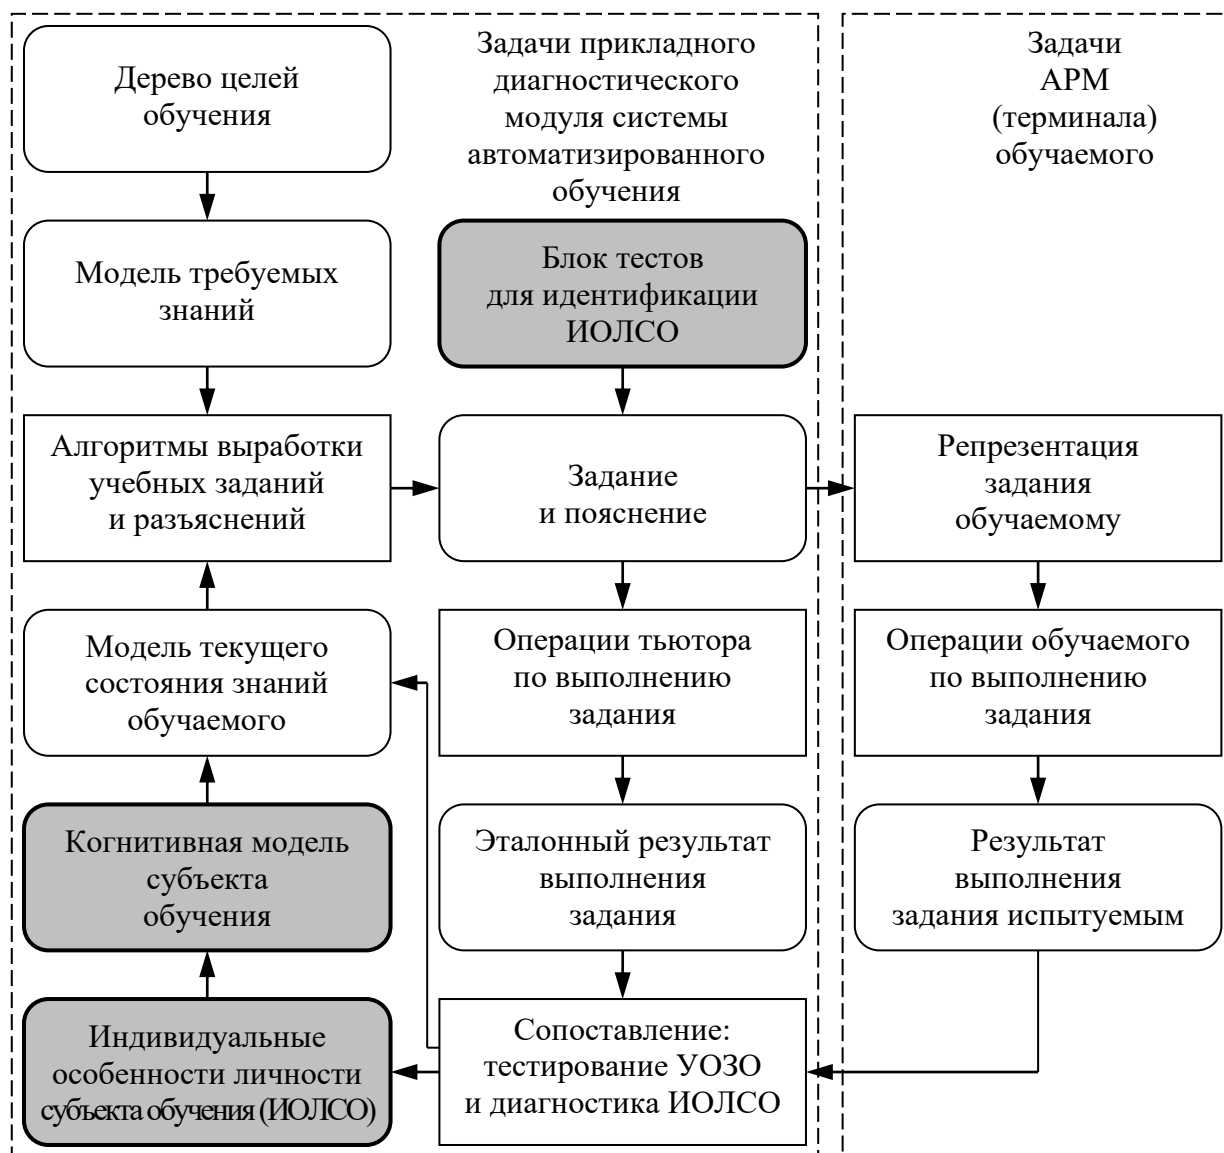 Дерево целей
обучения
Задачи прикладного
диагностического
модуля системы
автоматизированного
обучения
Задачи
АРМ
(терминала)
обучаемого
Модель требуемых
знаний
Блок тестов
для идентификации
ИОЛСО
Алгоритмы выработки
учебных заданий
и разъяснений
Задание
и пояснение
Репрезентация
задания
обучаемому
Модель текущего
состояния знаний
обучаемого
Операции тьютора
по выполнению
задания
Операции обучаемого
по выполнению
задания
Когнитивная модель
субъекта
обучения
Эталонный результат
выполнения
задания
Результат
выполнения
задания испытуемым
Индивидуальные
особенности личности
субъекта обучения (ИОЛСО)
Сопоставление:
тестирование УОЗО
и диагностика ИОЛСО